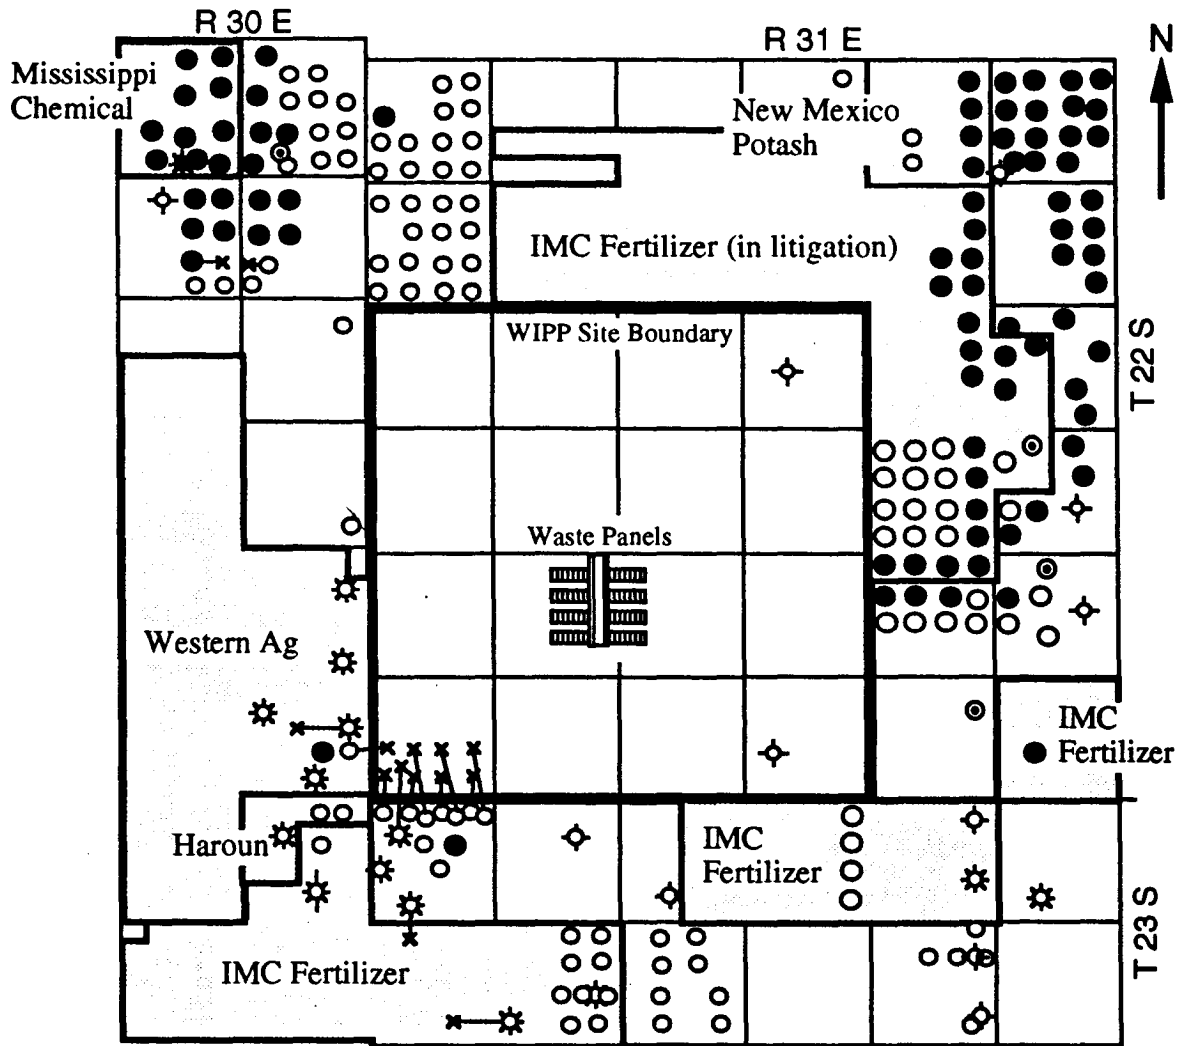 R 30 E
R 31 E
N
Mississippi
Chemical
New Mexico
Potash
IMC Fertilizer (in litigation)
WIPP Site Boundary
T 22 S
Waste Panels
Western Ag
IMC
Fertilizer
Haroun
IMC
Fertilizer
T 23 S
IMC Fertilizer